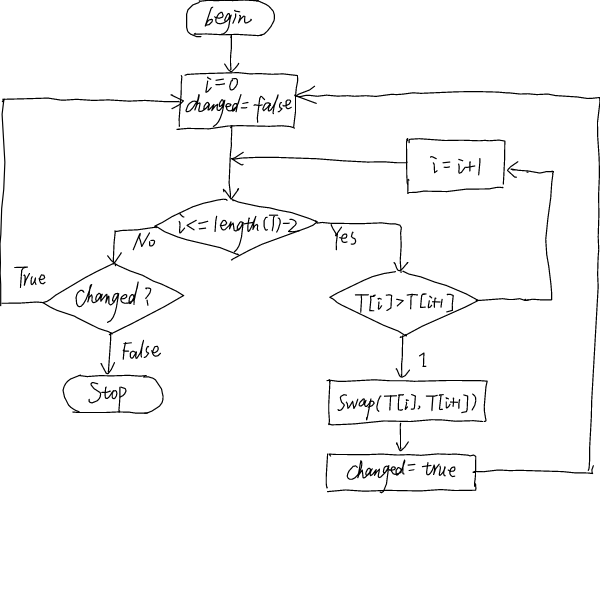 begin
i=0
changed=false
i=i+1
i<=length(T)-2
No
Yes
True
changed?
T[i]>T[i+1]
False
1
Stop
Swap(T[i], T[i+1])
changed=true